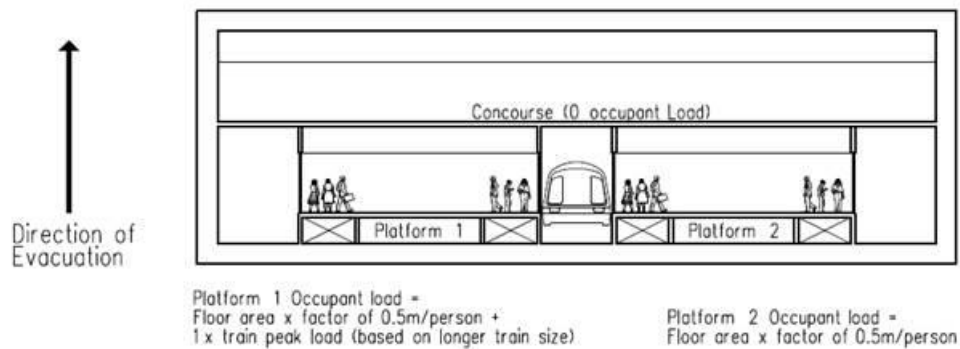 Concourse (0 occupant Load)
Platform 1
Platform 2
Direction of
Evacuation
Platform 1 Occupant load =
Floor area x factor of 0.5m/person +
1 x train peak load (based on longer train size)
Platform 2 Occupant load =
Floor area x factor of 0.5m/person